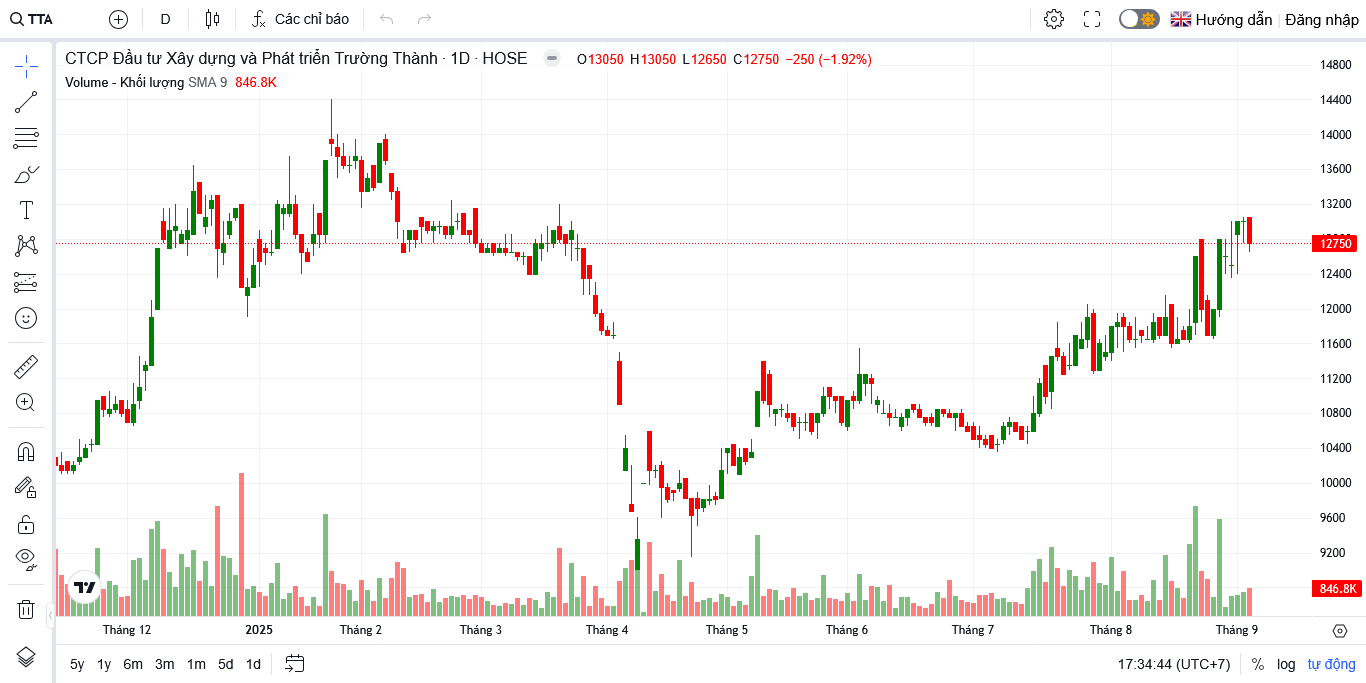 TTA D Các chỉ báo Hướng dẫn Đăng nhập
CTCP Đầu tư Xây dựng và Phát triển Trường Thành · 1D · HOSE O13050 H13050 L12650 C12750 −250 (−1.92%)
Volume - Khối lượng SMA 9 846.8K
14800
14400
14000
13600
13200
12750
12400
12000
11600
11200
10800
10400
10000
9600
9200
846.8K
Tháng 12 2025 Tháng 2 Tháng 3 Tháng 4 Tháng 5 Tháng 6 Tháng 7 Tháng 8 Tháng 9
5y 1y 6m 3m 1m 5d 1d 17:34:44 (UTC+7) % log tự động